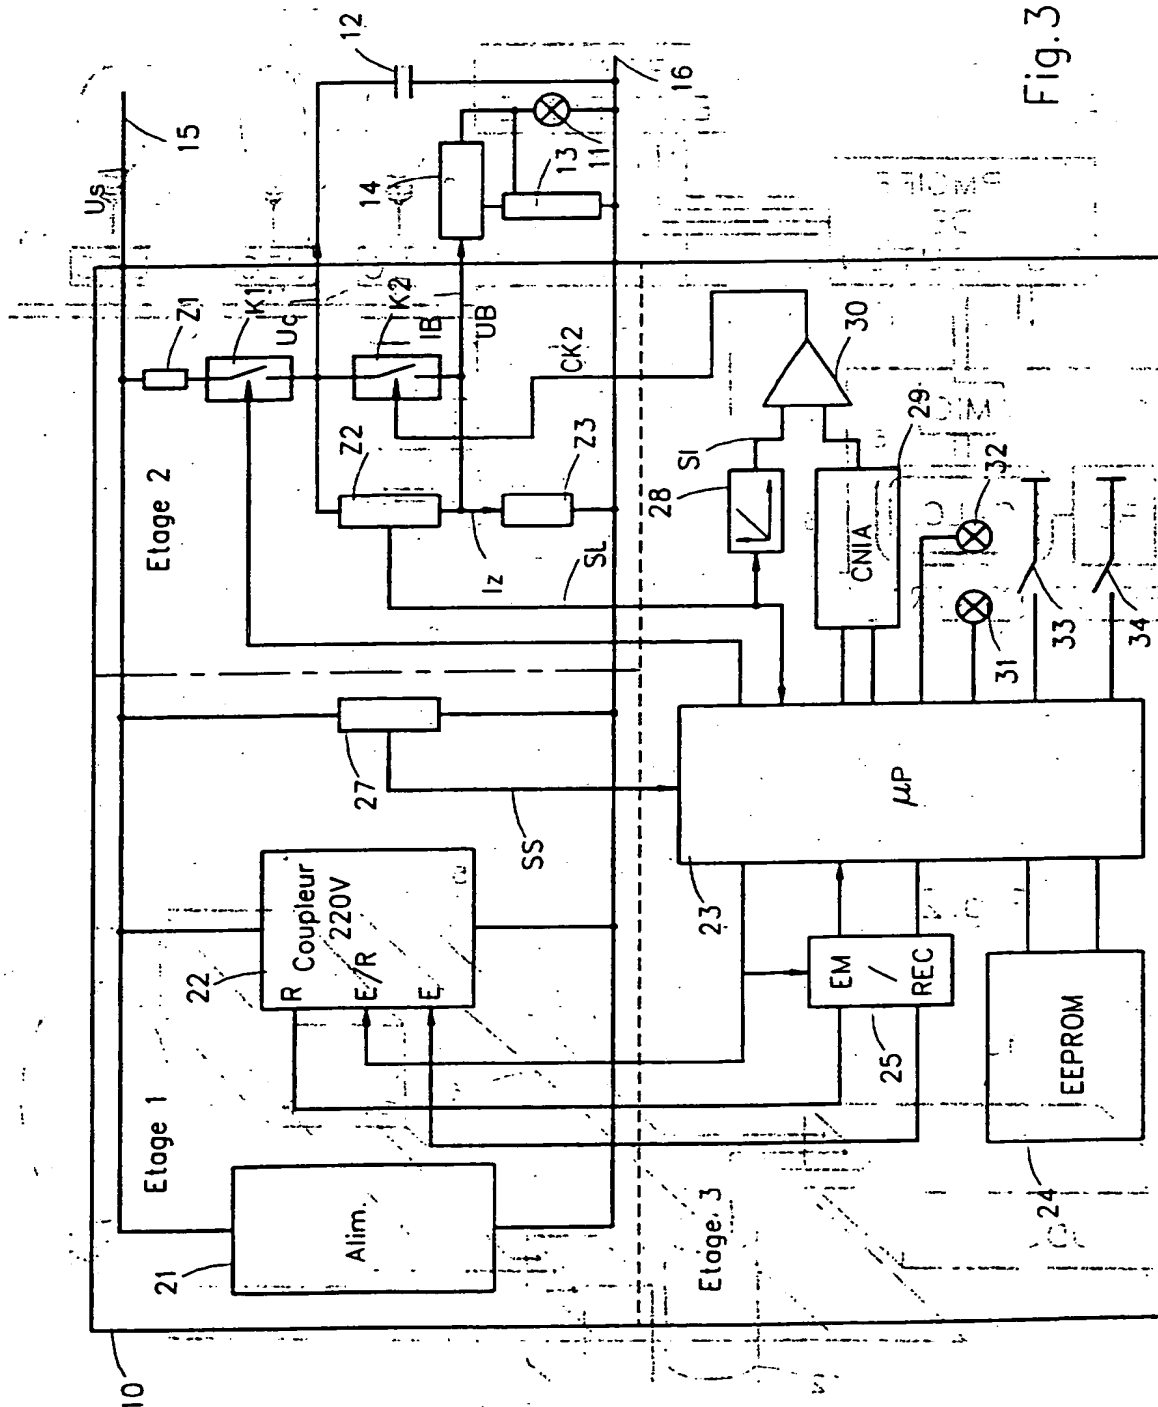 Fig.3
10
Etage 1
21
Alim.
22
Coupleur
220V
R
E/R
E
27
SS
Etage 2
Us
15
Z1
K1
Uc
K2
IB
UB
Z2
Iz
Z3
SL
CK2
12
14
13
11
16
Etage 3
23
µP
24
EEPROM
25
EM
/
REC
28
SI
30
CNIA
29
31
32
33
34